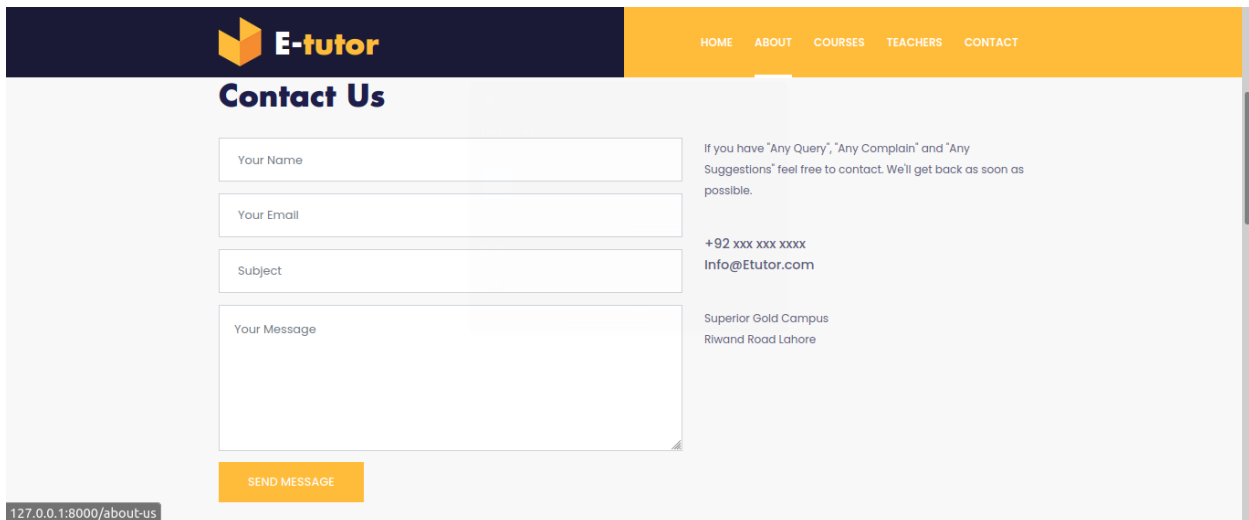 E-tutor
HOME ABOUT COURSES TEACHERS CONTACT
Contact Us
Your Name
Your Email
Subject
Your Message
SEND MESSAGE
If you have "Any Query", "Any Complain" and "Any
Suggestions" feel free to contact. We'll get back as soon as
possible.
+92 xxx xxx xxxx
Info@Etutor.com
Superior Gold Campus
Riwand Road Lahore
127.0.0.1:8000/about-us